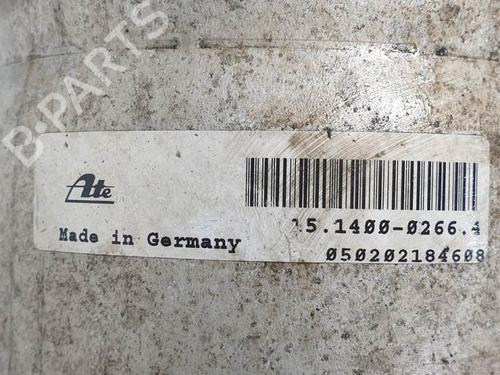 B-PARTS
Ate
Made in Germany
15.1400-0266.4
050202184608